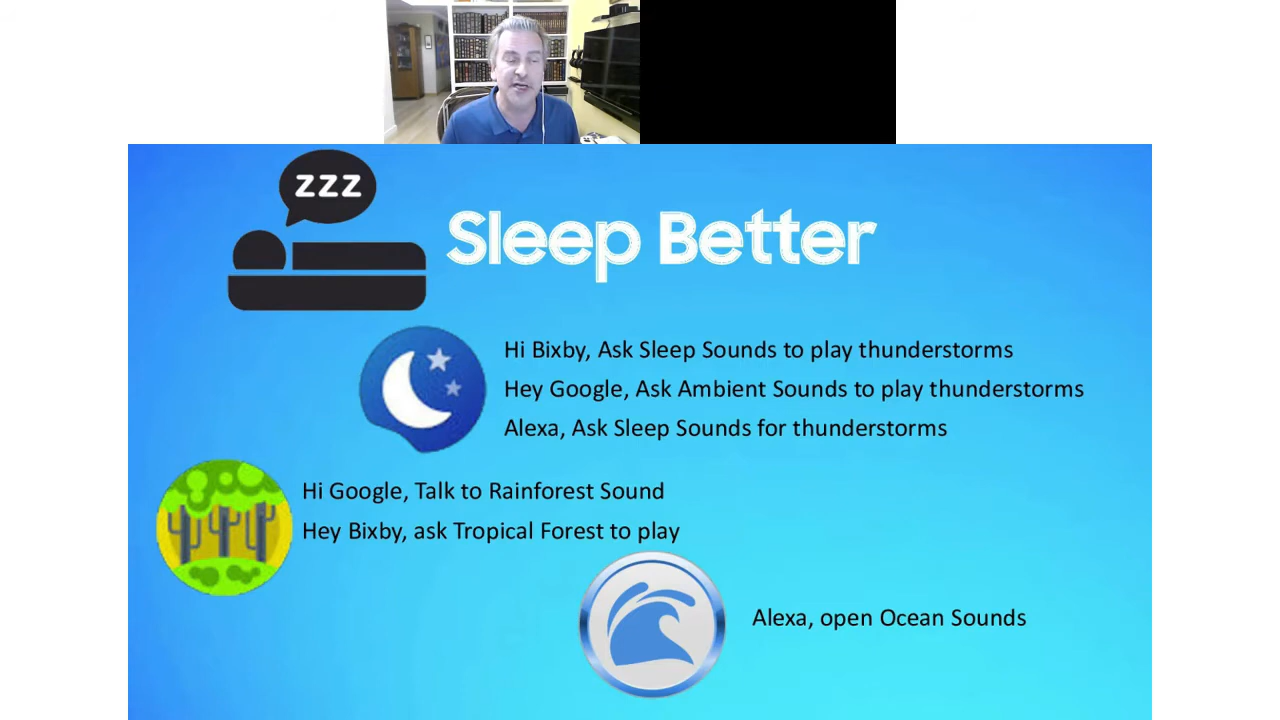 zzz
Sleep Better
Hi Bixby, Ask Sleep Sounds to play thunderstorms
Hey Google, Ask Ambient Sounds to play thunderstorms
Alexa, Ask Sleep Sounds for thunderstorms
Hi Google, Talk to Rainforest Sound
Hey Bixby, ask Tropical Forest to play
Alexa, open Ocean Sounds